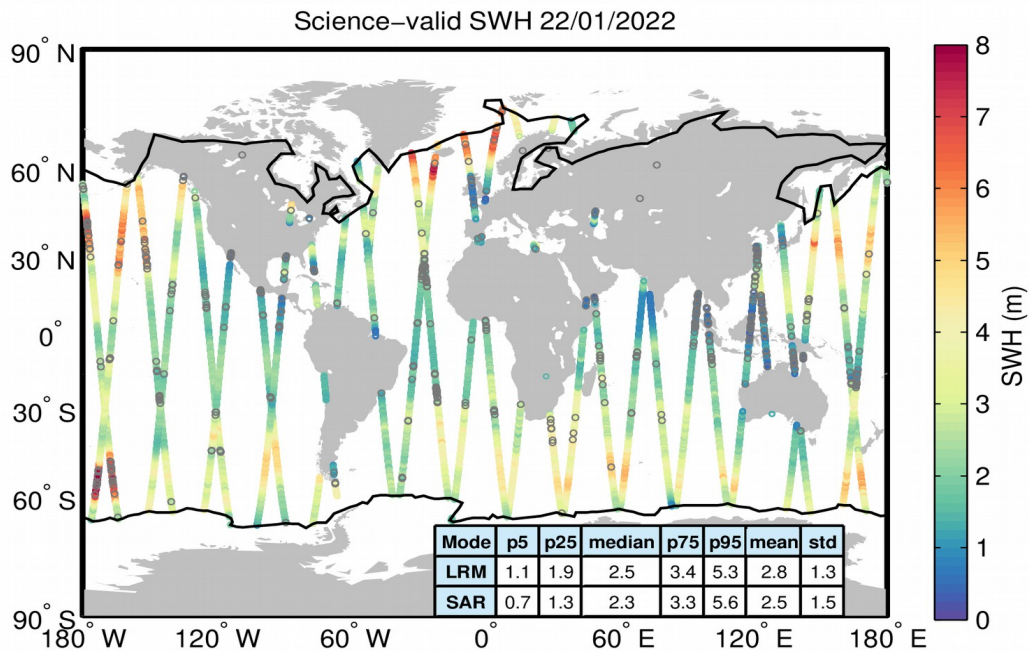 Science−valid SWH 22/01/2022
90° N
60° N
30° N
0°
30° S
60° S
90° S
180° W
120° W
60° W
0°
60° E
120° E
180° E
Mode p5 p25 median p75 p95 mean std
LRM 1.1 1.9 2.5 3.4 5.3 2.8 1.3
SAR 0.7 1.3 2.3 3.3 5.6 2.5 1.5
8
7
6
5
4
3
2
1
0
SWH (m)